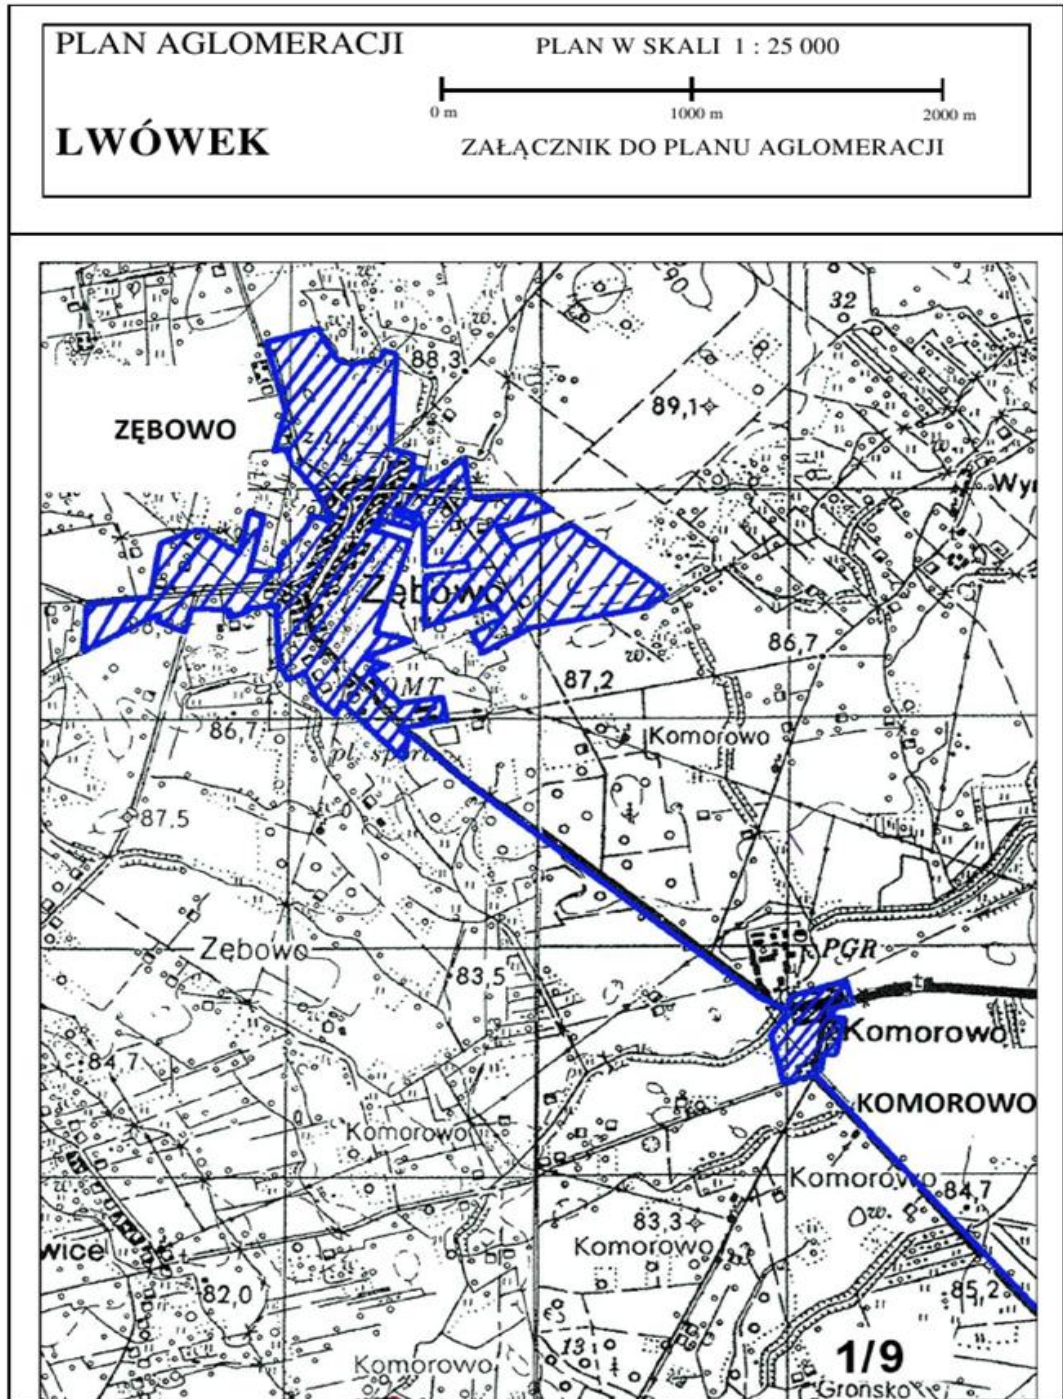 PLAN AGLOMERACJI
PLAN W SKALI 1 : 25 000
0 m 1000 m 2000 m
LWÓWEK
ZAŁĄCZNIK DO PLANU AGLOMERACJI
32
88,3
89,1
ZĘBOWO
Wyr
Zębowo
86,7
w.
87,2
OMT
86,7
Komorowo
pl. sport.
87.5
Zębowo
PGR
83,5
tr
Komorowo
84,7
KOMOROWO
Komorowo
Komorowo
84,7
w.
83,3
wice
Komorowo
82,0
85,2
13
1/9
Komorowo
Grońsko